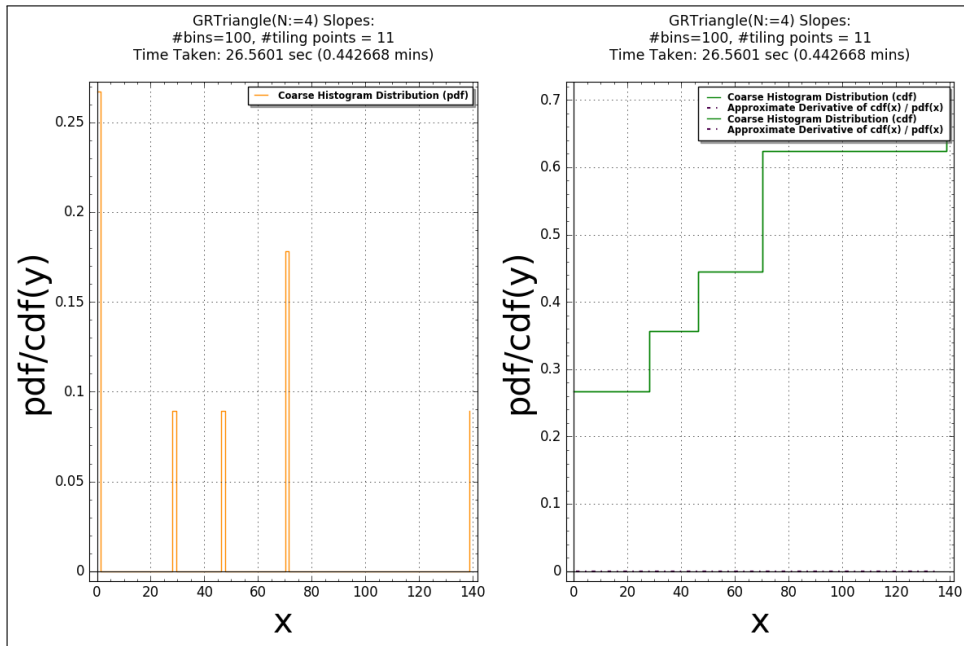 GRTriangle(N:=4) Slopes:
#bins=100, #tiling points = 11
Time Taken: 26.5601 sec (0.442668 mins)
Coarse Histogram Distribution (pdf)
0.25
0.2
0.15
0.1
0.05
0
pdf/cdf(y)
0 20 40 60 80 100 120 140
x
GRTriangle(N:=4) Slopes:
#bins=100, #tiling points = 11
Time Taken: 26.5601 sec (0.442668 mins)
Coarse Histogram Distribution (cdf)
Approximate Derivative of cdf(x) / pdf(x)
Coarse Histogram Distribution (cdf)
Approximate Derivative of cdf(x) / pdf(x)
0.7
0.6
0.5
0.4
0.3
0.2
0.1
0
pdf/cdf(y)
0 20 40 60 80 100 120 140
x